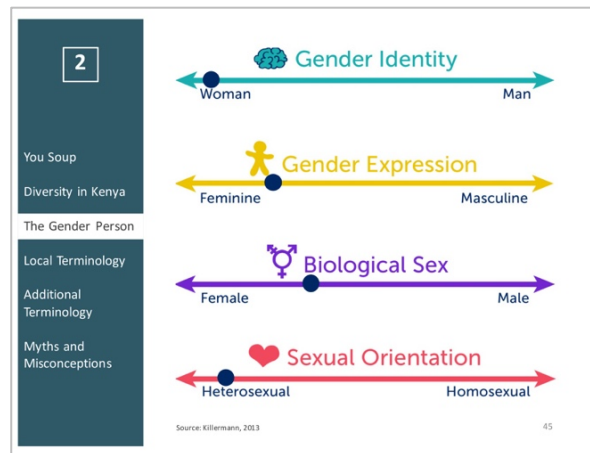 2
You Soup
Diversity in Kenya
The Gender Person
Local Terminology
Additional
Terminology
Myths and
Misconceptions
Gender Identity
Woman Man
Gender Expression
Feminine Masculine
Biological Sex
Female Male
Sexual Orientation
Heterosexual Homosexual
Source: Killermann, 2013
45